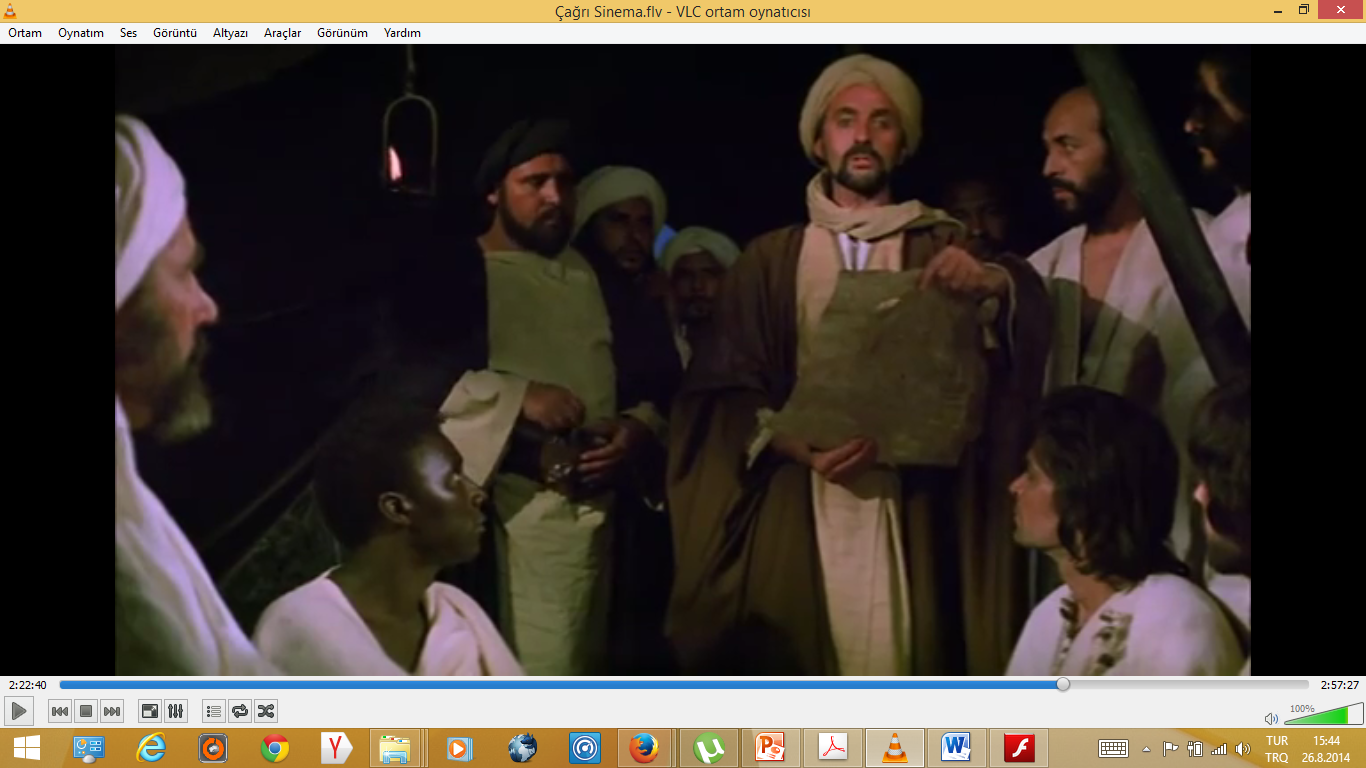 Çağrı Sinema.flv - VLC ortam oynatıcısı
Ortam Oynatım Ses Görüntü Altyazı Araçlar Görünüm Yardım
2:22:40 2:57:27
100%
TUR 15:44
TRQ 26.8.2014